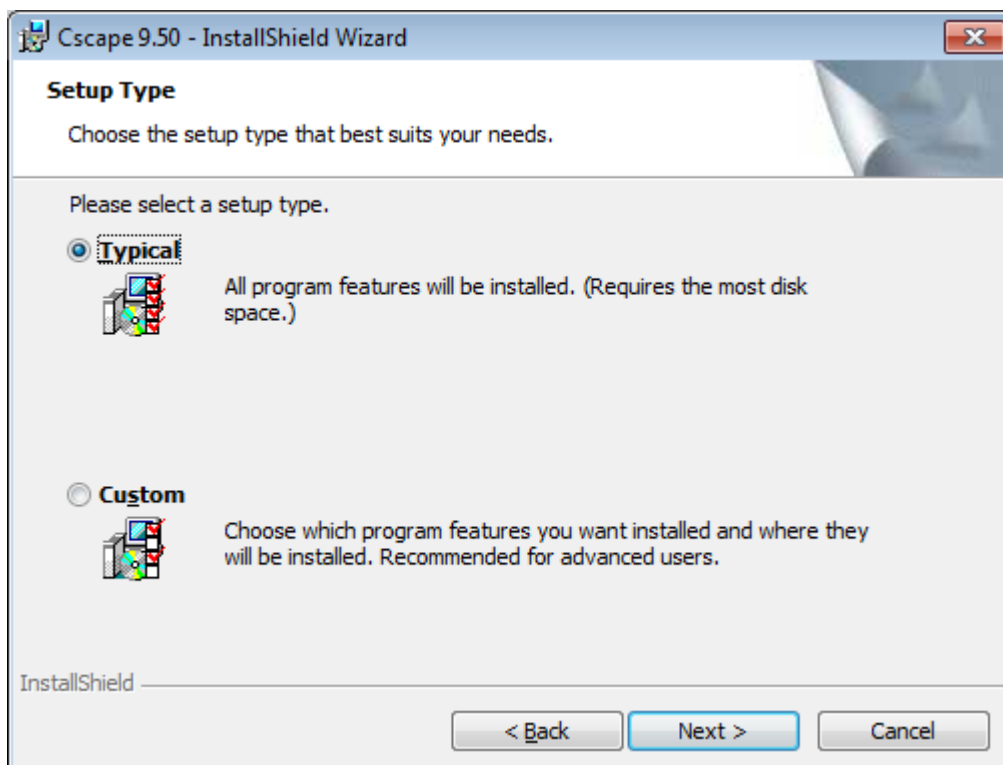 Cscape 9.50 - InstallShield Wizard
Setup Type
Choose the setup type that best suits your needs.
Please select a setup type.
Typical
All program features will be installed. (Requires the most disk
space.)
Custom
Choose which program features you want installed and where they
will be installed. Recommended for advanced users.
InstallShield
< Back
Next >
Cancel